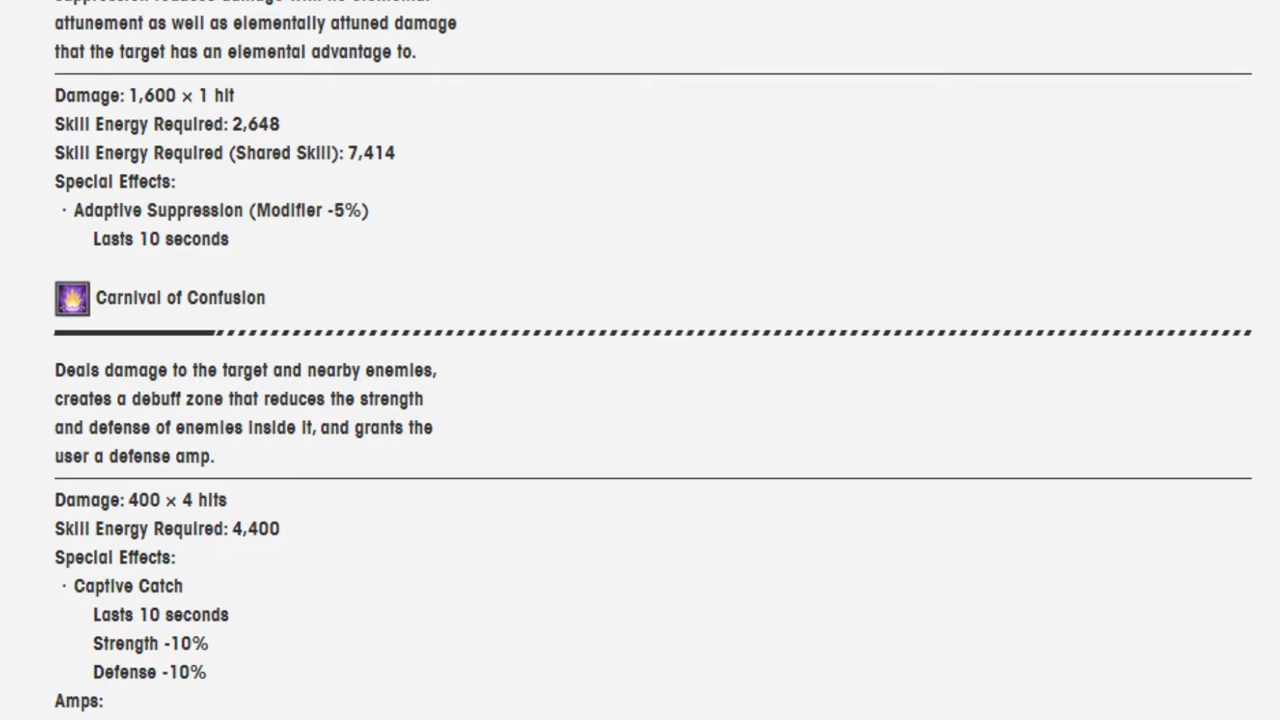 attunement as well as elementally attuned damage
that the target has an elemental advantage to.
Damage: 1,600 × 1 hit
Skill Energy Required: 2,648
Skill Energy Required (Shared Skill): 7,414
Special Effects:
· Adaptive Suppression (Modifier -5%)
Lasts 10 seconds
Carnival of Confusion
Deals damage to the target and nearby enemies,
creates a debuff zone that reduces the strength
and defense of enemies inside it, and grants the
user a defense amp.
Damage: 400 × 4 hits
Skill Energy Required: 4,400
Special Effects:
· Captive Catch
Lasts 10 seconds
Strength -10%
Defense -10%
Amps: